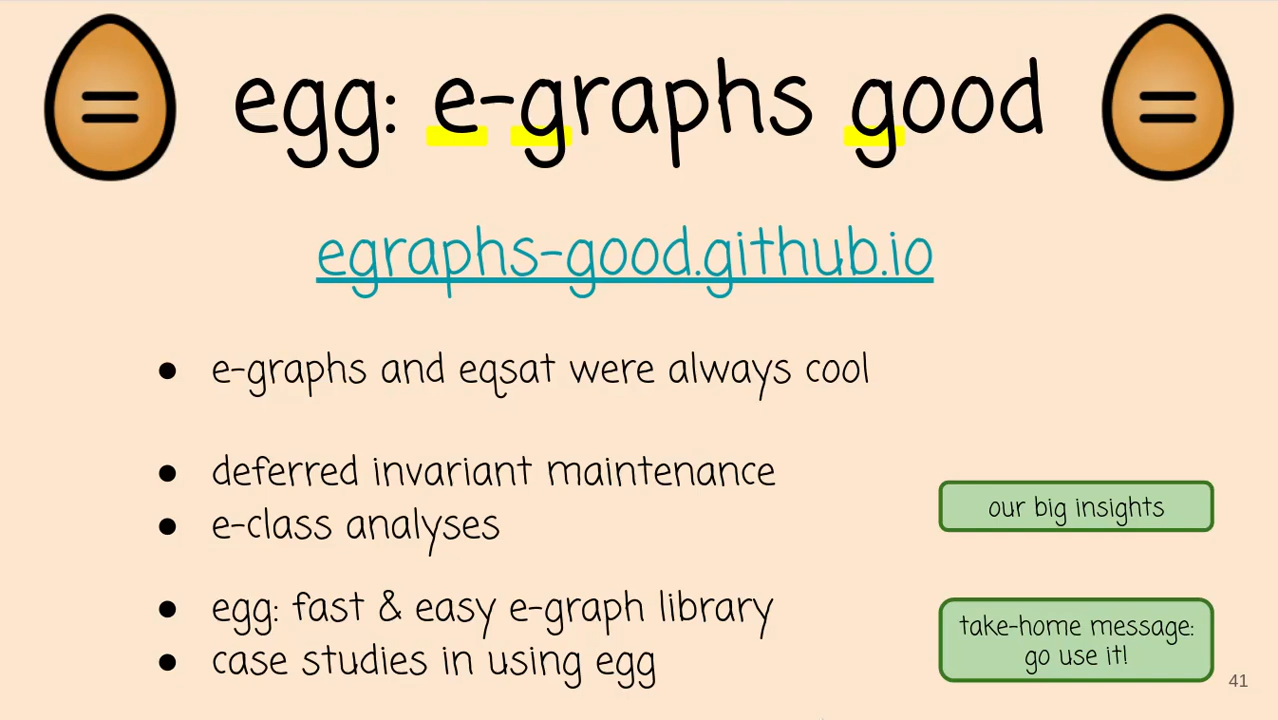 egg: e-graphs good
egraphs-good.github.io
● e-graphs and eqsat were always cool
● deferred invariant maintenance
● e-class analyses
our big insights
● egg: fast & easy e-graph library
● case studies in using egg
take-home message:
go use it!
41